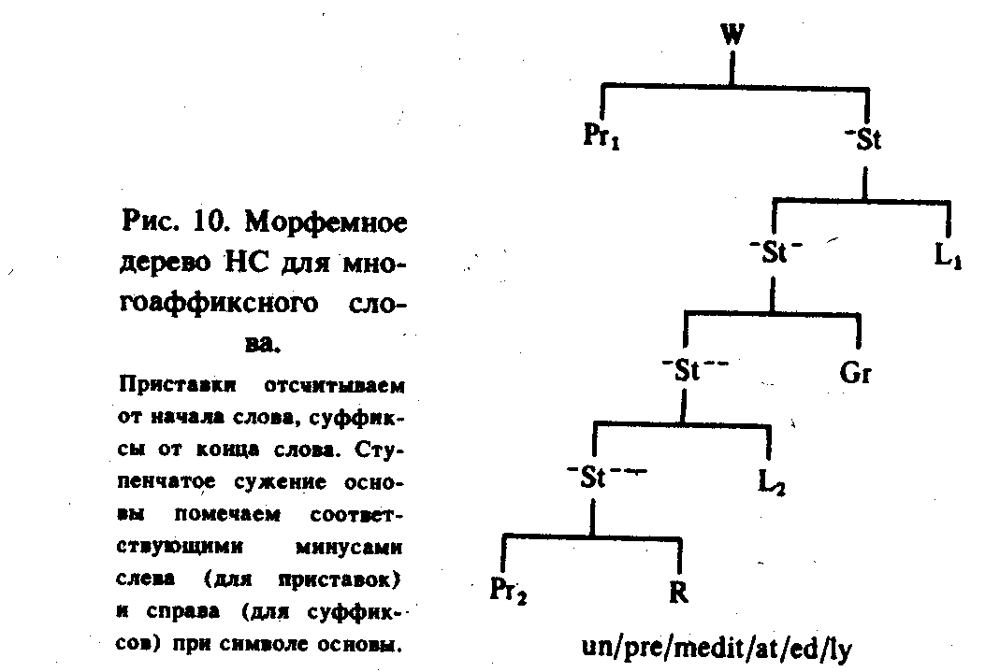 W
Pr₁ ⁻St
⁻St⁻ L₁
⁻St⁻⁻ Gr
⁻St⁻⁻⁻ L₂
Pr₂ R
un/pre/medit/at/ed/ly
Рис. 10. Морфемное
дерево НС для мно-
гоаффиксного сло-
ва.
Приставки отсчитываем
от начала слова, суффик-
сы от конца слова. Сту-
пенчатое сужение осно-
вы помечаем соответ-
ствующими минусами
слева (для приставок)
и справа (для суффик-
сов) при символе основы.